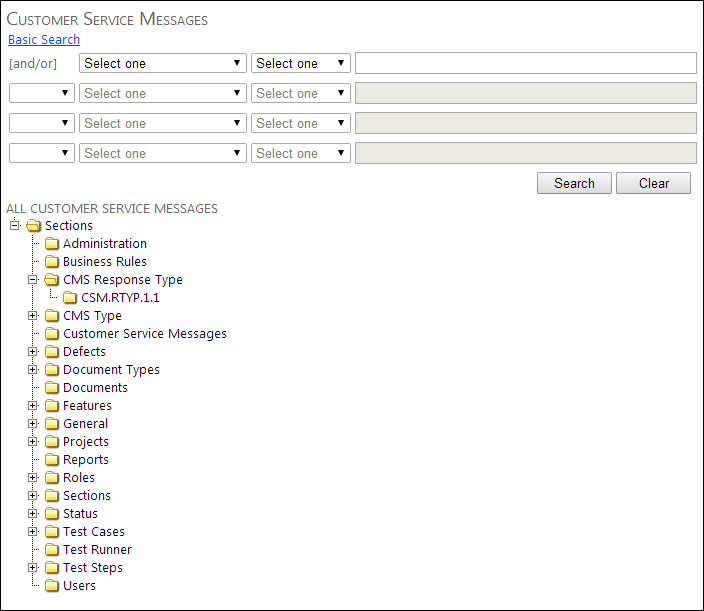 Customer Service Messages
Basic Search
[and/or] Select one Select one
Select one Select one
Select one Select one
Select one Select one
Search Clear
ALL CUSTOMER SERVICE MESSAGES
Sections
Administration
Business Rules
CMS Response Type
CSM.RTYP.1.1
CMS Type
Customer Service Messages
Defects
Document Types
Documents
Features
General
Projects
Reports
Roles
Sections
Status
Test Cases
Test Runner
Test Steps
Users